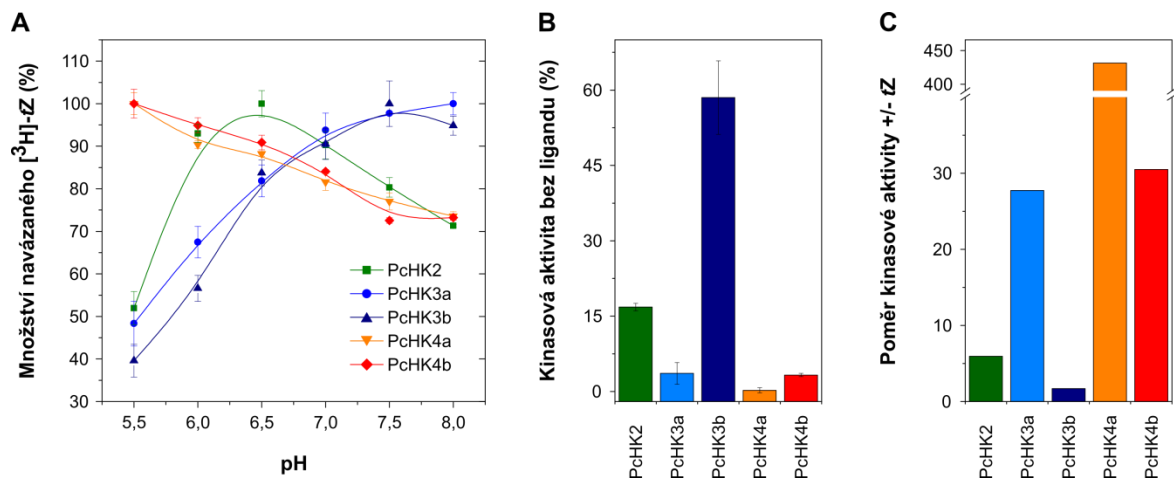 A
Množství navázaného [³H]-tZ (%)
110
100
90
80
70
60
50
40
30
5,5
6,0
6,5
7,0
7,5
8,0
pH
PcHK2
PcHK3a
PcHK3b
PcHK4a
PcHK4b
B
Kinasová aktivita bez ligandu (%)
60
45
30
15
0
PcHK2
PcHK3a
PcHK3b
PcHK4a
PcHK4b
C
Poměr kinasové aktivity +/- tZ
450
400
30
20
10
0
PcHK2
PcHK3a
PcHK3b
PcHK4a
PcHK4b